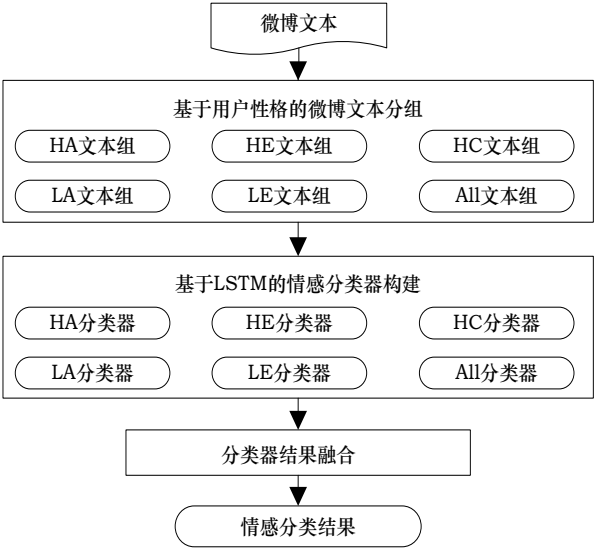 微博文本
基于用户性格的微博文本分组
HA文本组 HE文本组 HC文本组
LA文本组 LE文本组 All文本组
基于LSTM的情感分类器构建
HA分类器 HE分类器 HC分类器
LA分类器 LE分类器 All分类器
分类器结果融合
情感分类结果